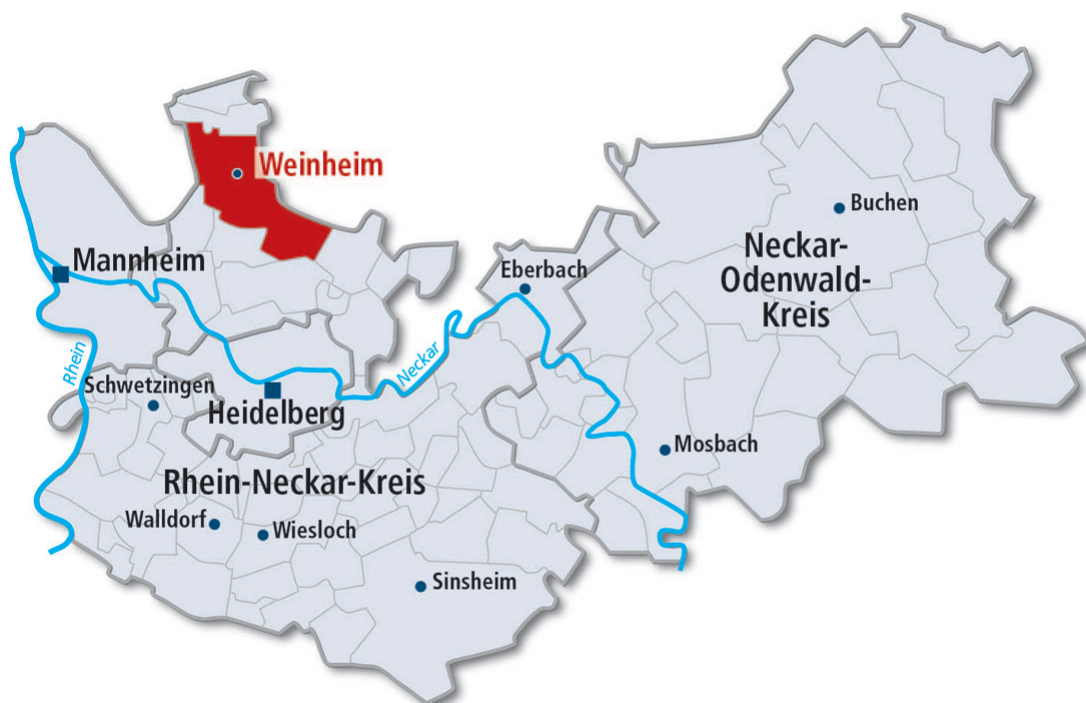 Weinheim
Buchen
Mannheim
Eberbach
Neckar-
Odenwald-
Kreis
Rhein
Neckar
Schwetzingen
Heidelberg
Mosbach
Rhein-Neckar-Kreis
Walldorf
Wiesloch
Sinsheim